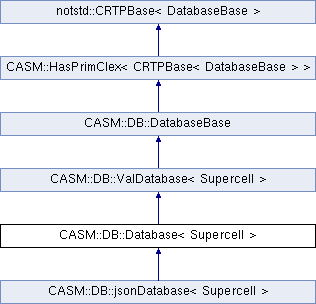 notstd::CRTPBase< DatabaseBase >
CASM::HasPrimClex< CRTPBase< DatabaseBase > >
CASM::DB::DatabaseBase
CASM::DB::ValDatabase< Supercell >
CASM::DB::Database< Supercell >
CASM::DB::jsonDatabase< Supercell >